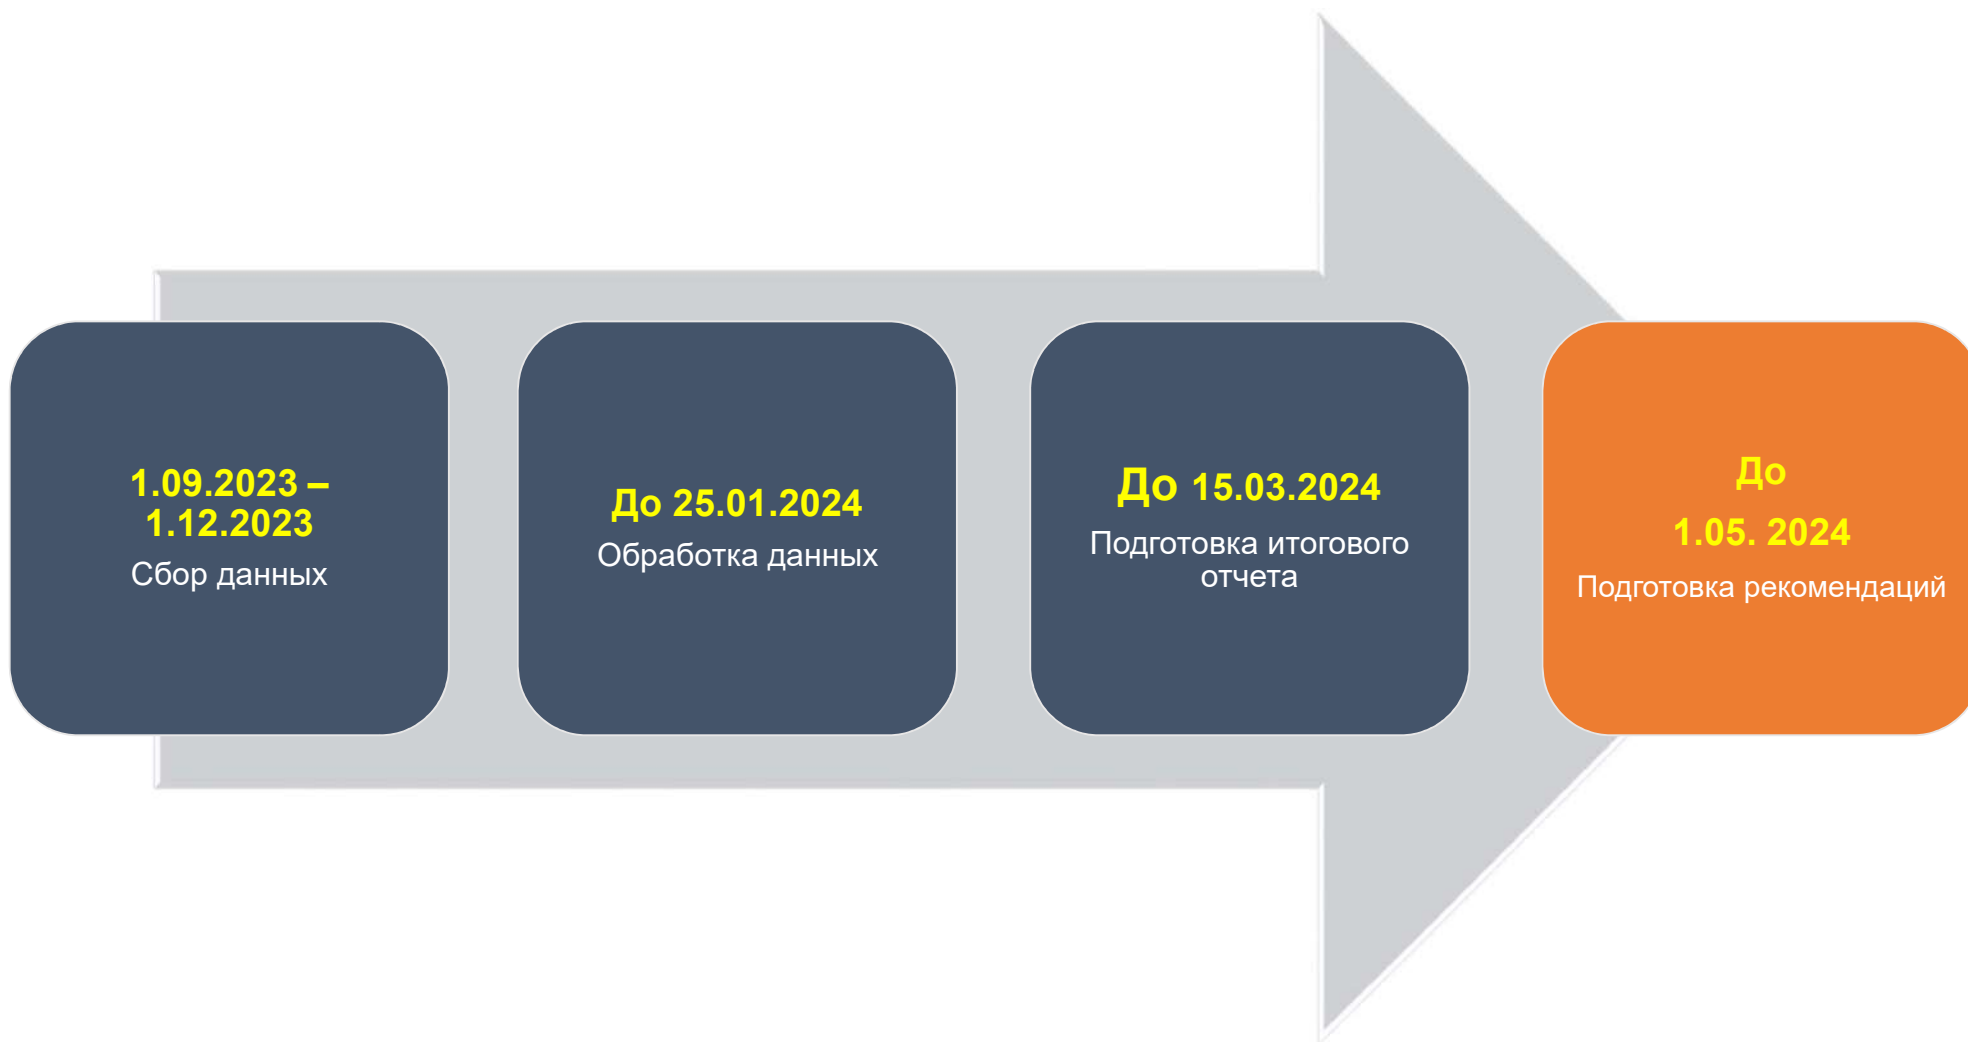 1.09.2023 –
1.12.2023
Сбор данных
До 25.01.2024
Обработка данных
До 15.03.2024
Подготовка итогового
отчета
До
1.05. 2024
Подготовка рекомендаций